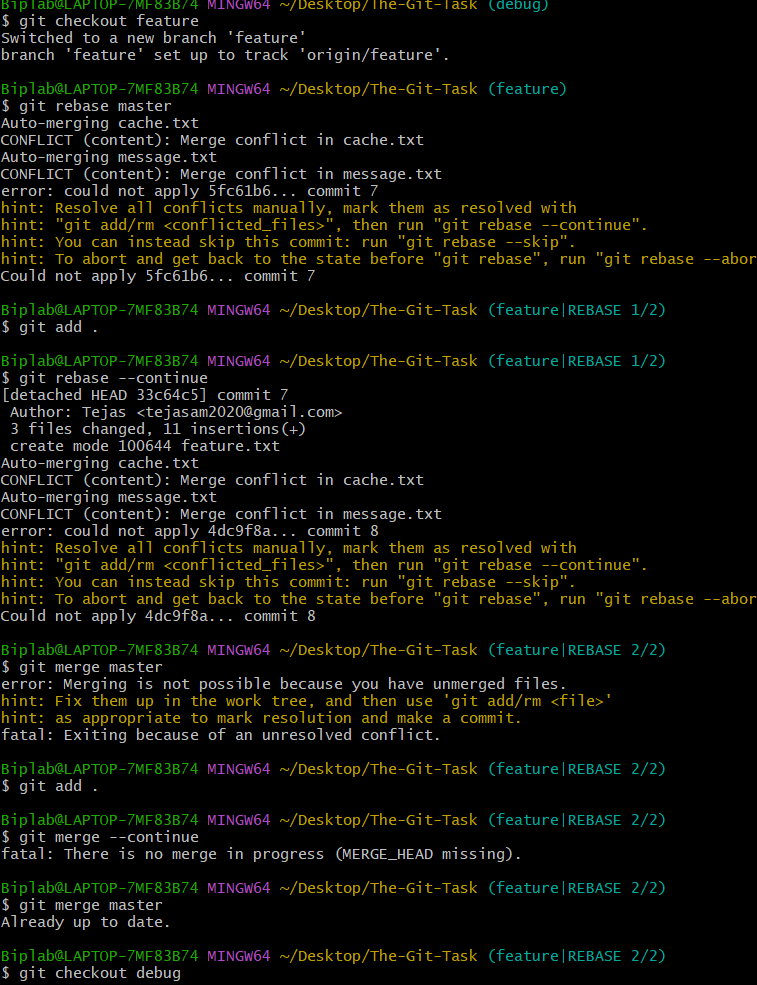 Biplab@LAPTOP-7MF83B74 MINGW64 ~/Desktop/The-Git-Task (debug)
$ git checkout feature
Switched to a new branch 'feature'
branch 'feature' set up to track 'origin/feature'.
Biplab@LAPTOP-7MF83B74 MINGW64 ~/Desktop/The-Git-Task (feature)
$ git rebase master
Auto-merging cache.txt
CONFLICT (content): Merge conflict in cache.txt
Auto-merging message.txt
CONFLICT (content): Merge conflict in message.txt
error: could not apply 5fc61b6... commit 7
hint: Resolve all conflicts manually, mark them as resolved with
hint: "git add/rm <conflicted_files>", then run "git rebase --continue".
hint: You can instead skip this commit: run "git rebase --skip".
hint: To abort and get back to the state before "git rebase", run "git rebase --abor
Could not apply 5fc61b6... commit 7
Biplab@LAPTOP-7MF83B74 MINGW64 ~/Desktop/The-Git-Task (feature|REBASE 1/2)
$ git add .
Biplab@LAPTOP-7MF83B74 MINGW64 ~/Desktop/The-Git-Task (feature|REBASE 1/2)
$ git rebase --continue
[detached HEAD 33c64c5] commit 7
 Author: Tejas <tejasam2020@gmail.com>
 3 files changed, 11 insertions(+)
 create mode 100644 feature.txt
Auto-merging cache.txt
CONFLICT (content): Merge conflict in cache.txt
Auto-merging message.txt
CONFLICT (content): Merge conflict in message.txt
error: could not apply 4dc9f8a... commit 8
hint: Resolve all conflicts manually, mark them as resolved with
hint: "git add/rm <conflicted_files>", then run "git rebase --continue".
hint: You can instead skip this commit: run "git rebase --skip".
hint: To abort and get back to the state before "git rebase", run "git rebase --abor
Could not apply 4dc9f8a... commit 8
Biplab@LAPTOP-7MF83B74 MINGW64 ~/Desktop/The-Git-Task (feature|REBASE 2/2)
$ git merge master
error: Merging is not possible because you have unmerged files.
hint: Fix them up in the work tree, and then use 'git add/rm <file>'
hint: as appropriate to mark resolution and make a commit.
fatal: Exiting because of an unresolved conflict.
Biplab@LAPTOP-7MF83B74 MINGW64 ~/Desktop/The-Git-Task (feature|REBASE 2/2)
$ git add .
Biplab@LAPTOP-7MF83B74 MINGW64 ~/Desktop/The-Git-Task (feature|REBASE 2/2)
$ git merge --continue
fatal: There is no merge in progress (MERGE_HEAD missing).
Biplab@LAPTOP-7MF83B74 MINGW64 ~/Desktop/The-Git-Task (feature|REBASE 2/2)
$ git merge master
Already up to date.
Biplab@LAPTOP-7MF83B74 MINGW64 ~/Desktop/The-Git-Task (feature|REBASE 2/2)
$ git checkout debug